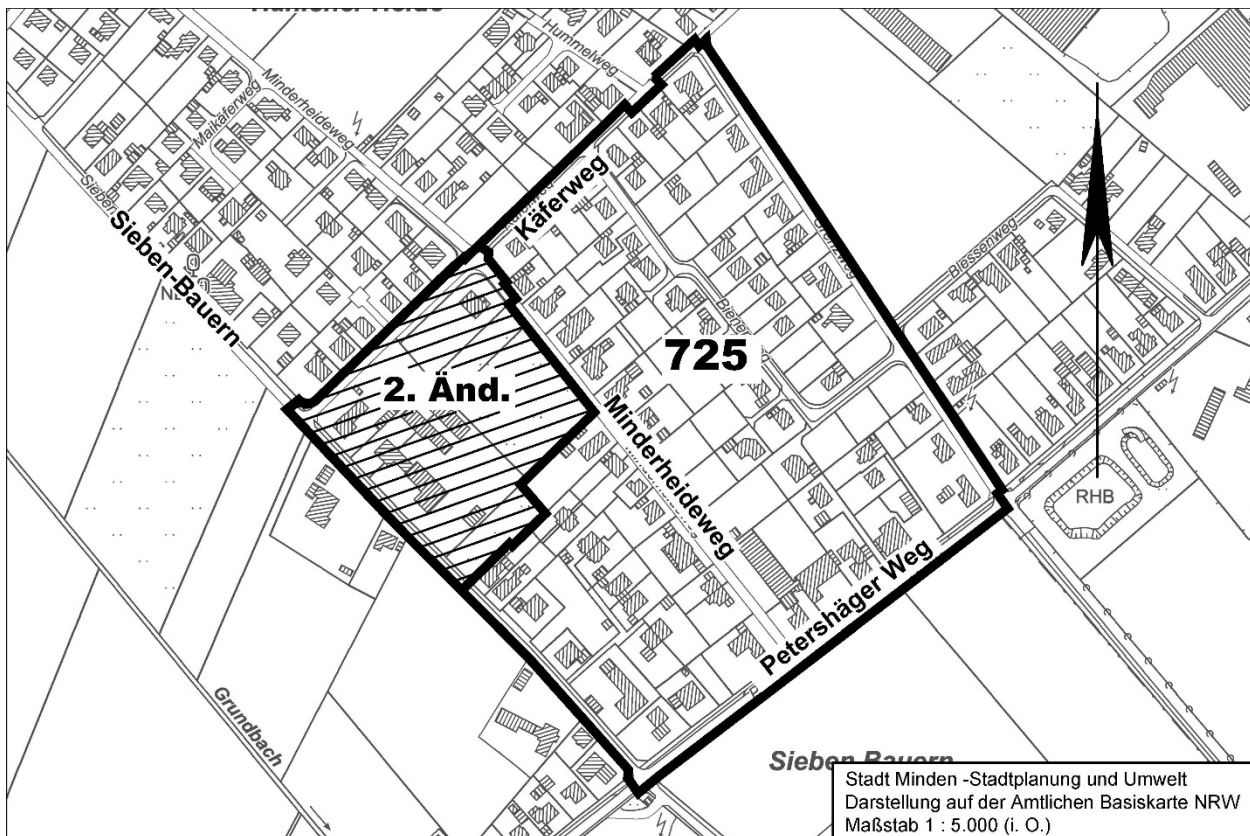 Hummelweg
Minderheideweg
Maikäferweg
Käferweg
Sieben-Bauern
Blessenweg
725
2. Änd.
Minderheideweg
RHB
Petershäger Weg
Grundbach
Sieben Bauern
Stadt Minden -Stadtplanung und Umwelt
Darstellung auf der Amtlichen Basiskarte NRW
Maßstab 1 : 5.000 (i. O.)